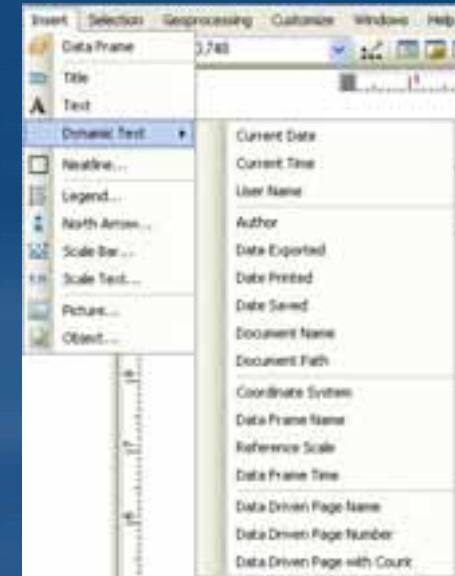 Insert Selection Geoprocessing Customize Windows Help
Data Frame
Title
Text
Dynamic Text
Neatline...
Legend...
North Arrow...
Scale Bar...
Scale Text...
Picture...
Object...
Current Date
Current Time
User Name
Author
Date Exported
Date Printed
Date Saved
Document Name
Document Path
Coordinate System
Data Frame Name
Reference Scale
Data Frame Time
Data Driven Page Name
Data Driven Page Number
Data Driven Page with Count
17